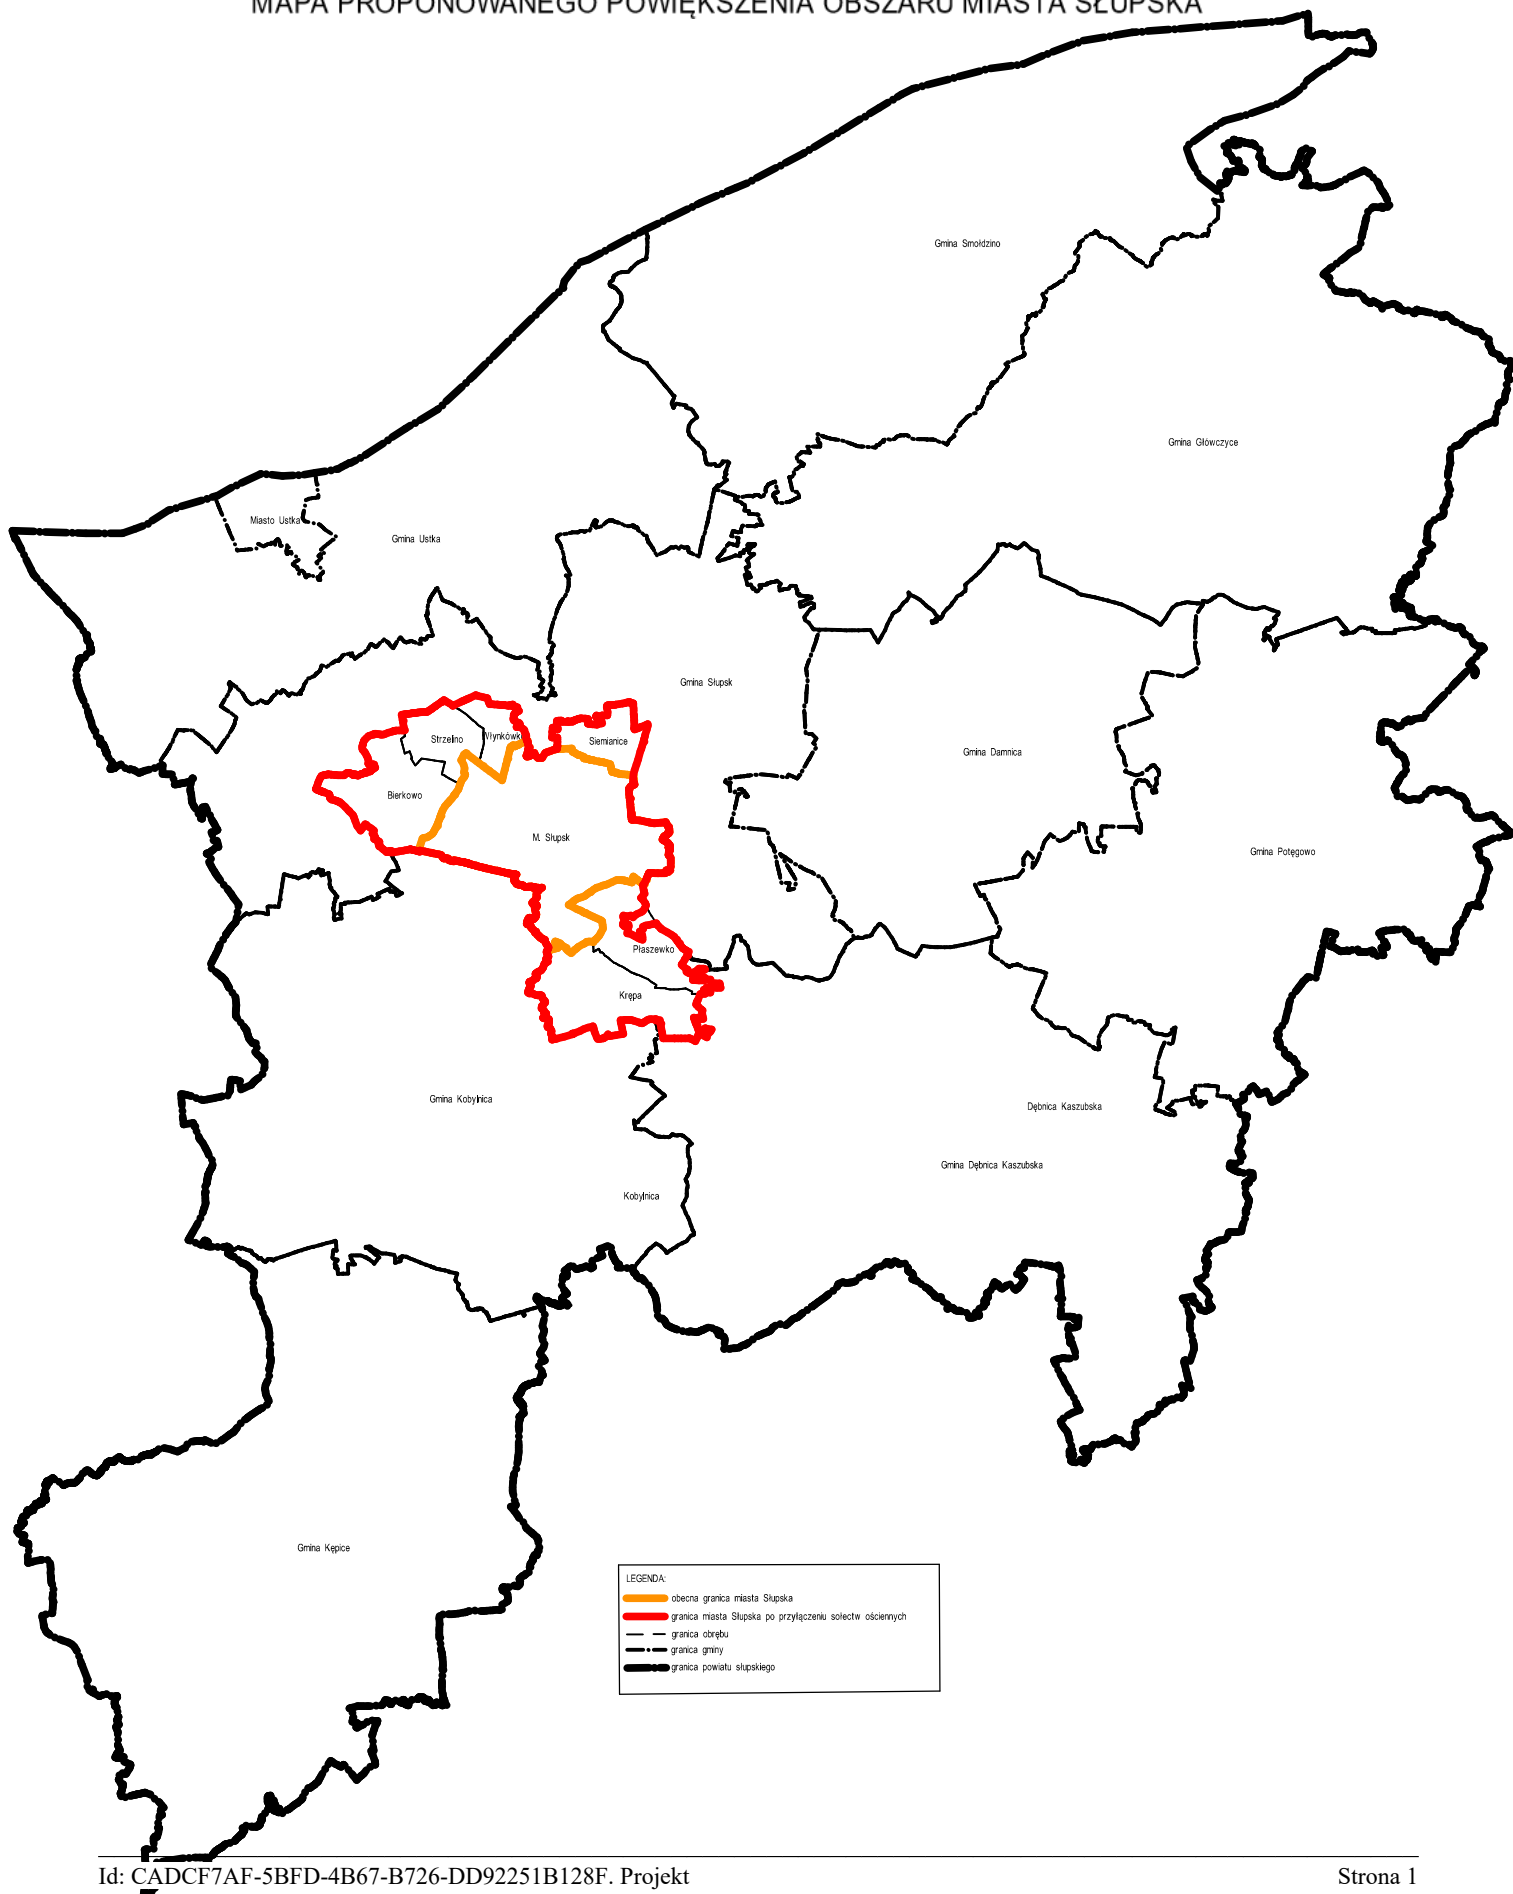 MAPA PROPONOWANEGO POWIĘKSZENIA OBSZARU MIASTA SŁUPSKA
Gmina Smołdzino
Gmina Główczyce
Miasto Ustka
Gmina Ustka
Gmina Słupsk
Strzelino
Włynkówk
Siemianice
Gmina Damnica
Bierkowo
M. Słupsk
Gmina Potęgowo
Płaszewko
Krępa
Gmina Kobylnica
Dębnica Kaszubska
Gmina Dębnica Kaszubska
Kobylnica
Gmina Kępice
LEGENDA:
obecna granica miasta Słupska
granica miasta Słupska po przyłączeniu sołectw ościennych
granica obrębu
granica gminy
granica powiatu słupskiego
Id: CADCF7AF-5BFD-4B67-B726-DD92251B128F. Projekt
Strona 1